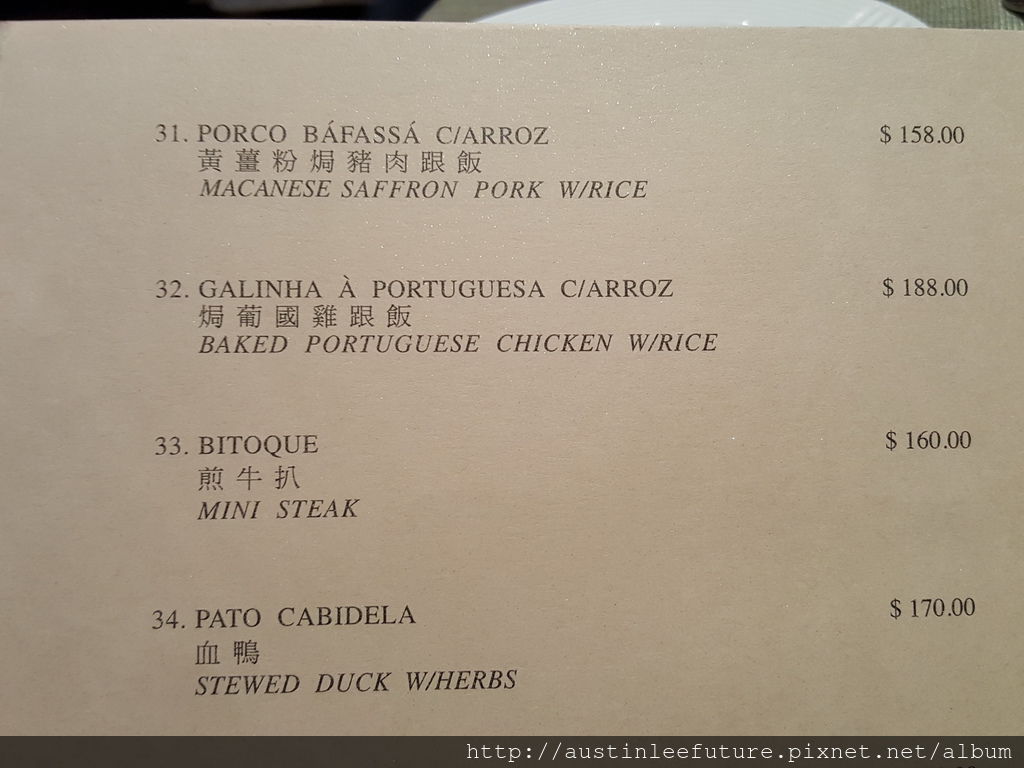 31. PORCO BÁFASSÁ C/ARROZ $ 158.00
黃薑粉焗豬肉跟飯
MACANESE SAFFRON PORK W/RICE
32. GALINHA À PORTUGUESA C/ARROZ $ 188.00
焗葡國雞跟飯
BAKED PORTUGUESE CHICKEN W/RICE
33. BITOQUE $ 160.00
煎牛扒
MINI STEAK
34. PATO CABIDELA $ 170.00
血鴨
STEWED DUCK W/HERBS
http://austinleefuture.pixnet.net/album